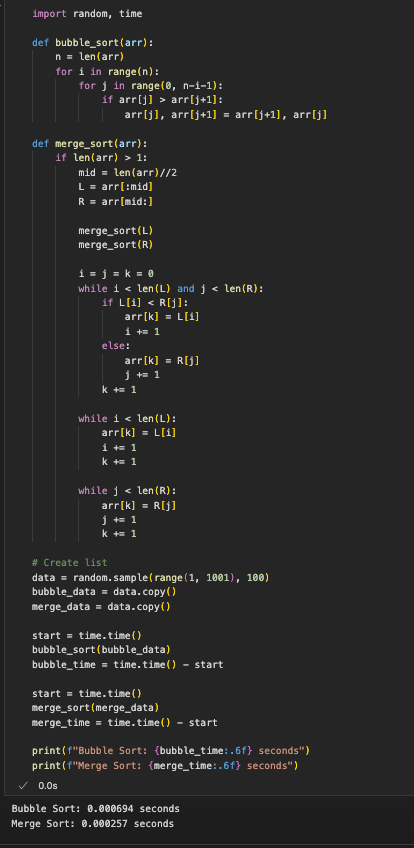 import random, time

def bubble_sort(arr):
    n = len(arr)
    for i in range(n):
        for j in range(0, n-i-1):
            if arr[j] > arr[j+1]:
                arr[j], arr[j+1] = arr[j+1], arr[j]

def merge_sort(arr):
    if len(arr) > 1:
        mid = len(arr)//2
        L = arr[:mid]
        R = arr[mid:]

        merge_sort(L)
        merge_sort(R)

        i = j = k = 0
        while i < len(L) and j < len(R):
            if L[i] < R[j]:
                arr[k] = L[i]
                i += 1
            else:
                arr[k] = R[j]
                j += 1
            k += 1

        while i < len(L):
            arr[k] = L[i]
            i += 1
            k += 1

        while j < len(R):
            arr[k] = R[j]
            j += 1
            k += 1

# Create list
data = random.sample(range(1, 1001), 100)
bubble_data = data.copy()
merge_data = data.copy()

start = time.time()
bubble_sort(bubble_data)
bubble_time = time.time() - start

start = time.time()
merge_sort(merge_data)
merge_time = time.time() - start

print(f"Bubble Sort: {bubble_time:.6f} seconds")
print(f"Merge Sort: {merge_time:.6f} seconds")
✓ 0.0s
Bubble Sort: 0.000694 seconds
Merge Sort: 0.000257 seconds